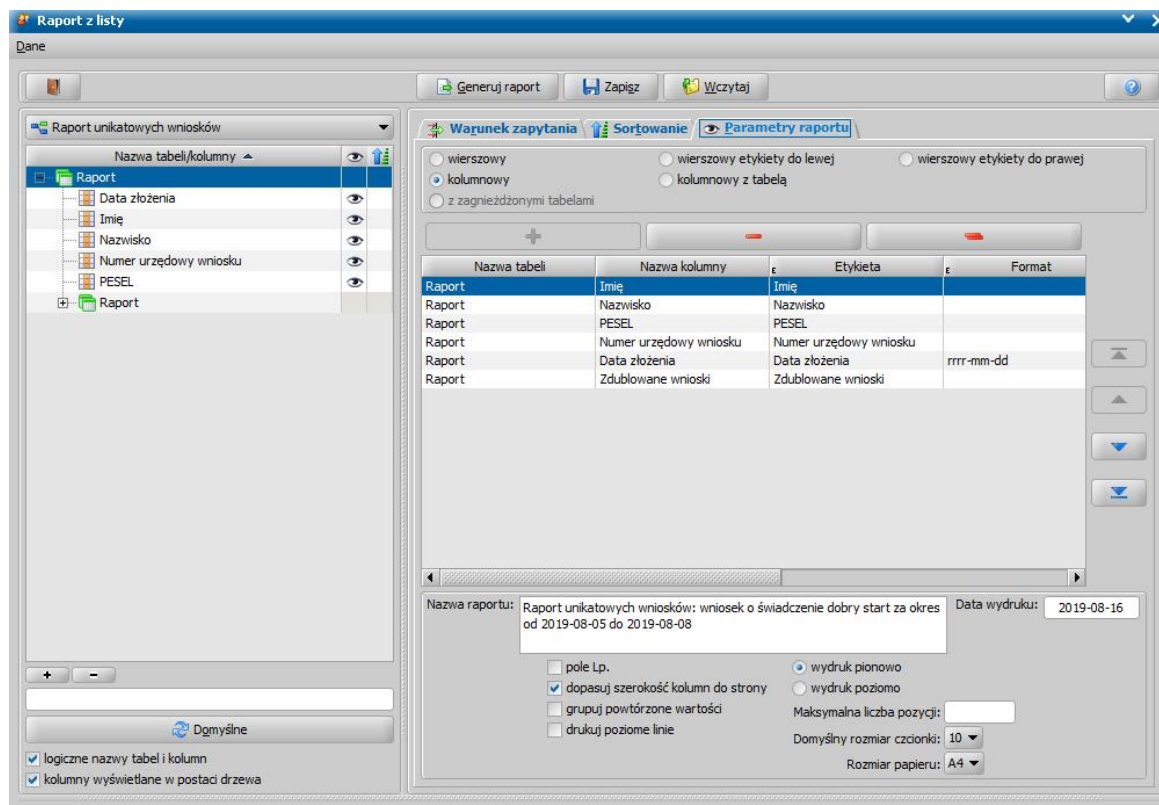 Raport z listy
Dane
Generuj raport Zapisz Wczytaj
Raport unikatowych wniosków
Nazwa tabeli/kolumny
Raport
Data złożenia
Imię
Nazwisko
Numer urzędowy wniosku
PESEL
Raport
Domyślne
logiczne nazwy tabel i kolumn
kolumny wyświetlane w postaci drzewa
Warunek zapytania Sortowanie Parametry raportu
wierszowy wierszowy etykiety do lewej wierszowy etykiety do prawej
kolumnowy kolumnowy z tabelą
z zagnieżdżonymi tabelami
Nazwa tabeli Nazwa kolumny ε Etykieta ε Format
Raport Imię Imię
Raport Nazwisko Nazwisko
Raport PESEL PESEL
Raport Numer urzędowy wniosku Numer urzędowy wniosku
Raport Data złożenia Data złożenia rrrr-mm-dd
Raport Zdublowane wnioski Zdublowane wnioski
Nazwa raportu: Raport unikatowych wniosków: wniosek o świadczenie dobry start za okres
od 2019-08-05 do 2019-08-08
Data wydruku: 2019-08-16
pole Lp. wydruk pionowo
dopasuj szerokość kolumn do strony wydruk poziomo
grupuj powtórzone wartości Maksymalna liczba pozycji:
drukuj poziome linie Domyślny rozmiar czcionki: 10
Rozmiar papieru: A4